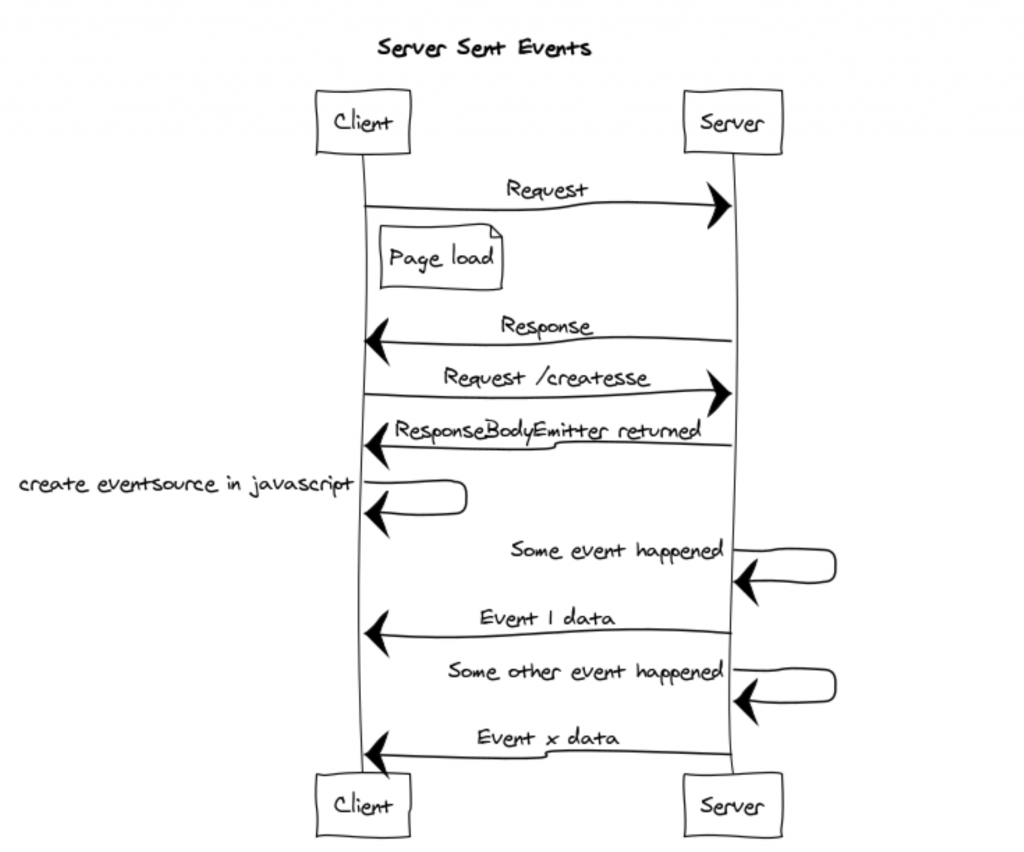 Server Sent Events
Client
Server
Request
Page load
Response
Request /createsse
ResponseBodyEmitter returned
create eventsource in javascript
Some event happened
Event 1 data
Some other event happened
Event x data
Client
Server